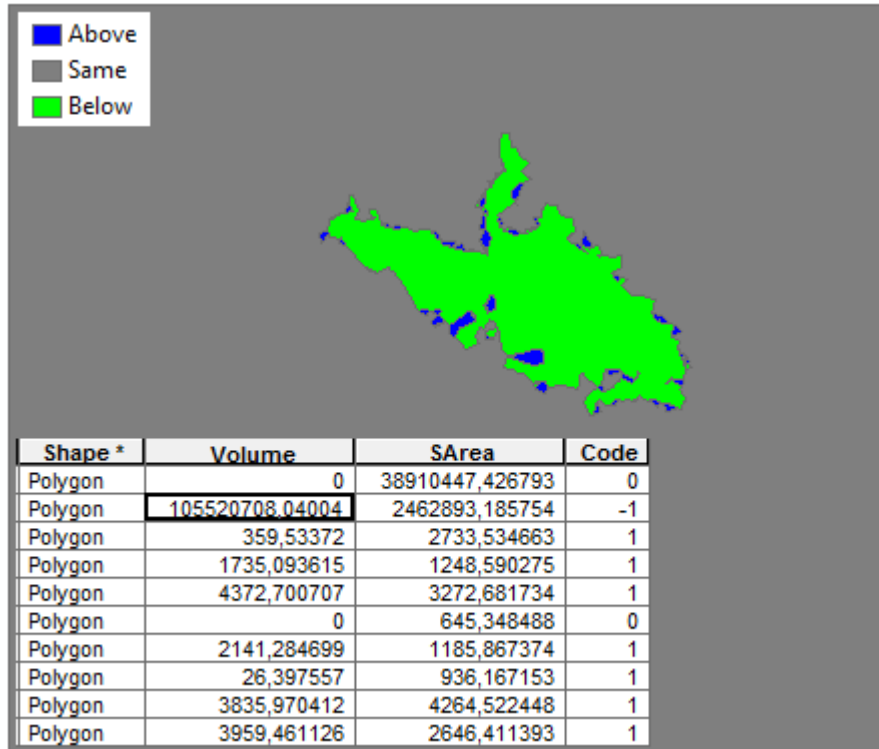 Above
Same
Below
Shape * Volume SArea Code
Polygon 0 38910447,426793 0
Polygon 105520708,04004 2462893,185754 -1
Polygon 359,53372 2733,534663 1
Polygon 1735,093615 1248,590275 1
Polygon 4372,700707 3272,681734 1
Polygon 0 645,348488 0
Polygon 2141,284699 1185,867374 1
Polygon 26,397557 936,167153 1
Polygon 3835,970412 4264,522448 1
Polygon 3959,461126 2646,411393 1